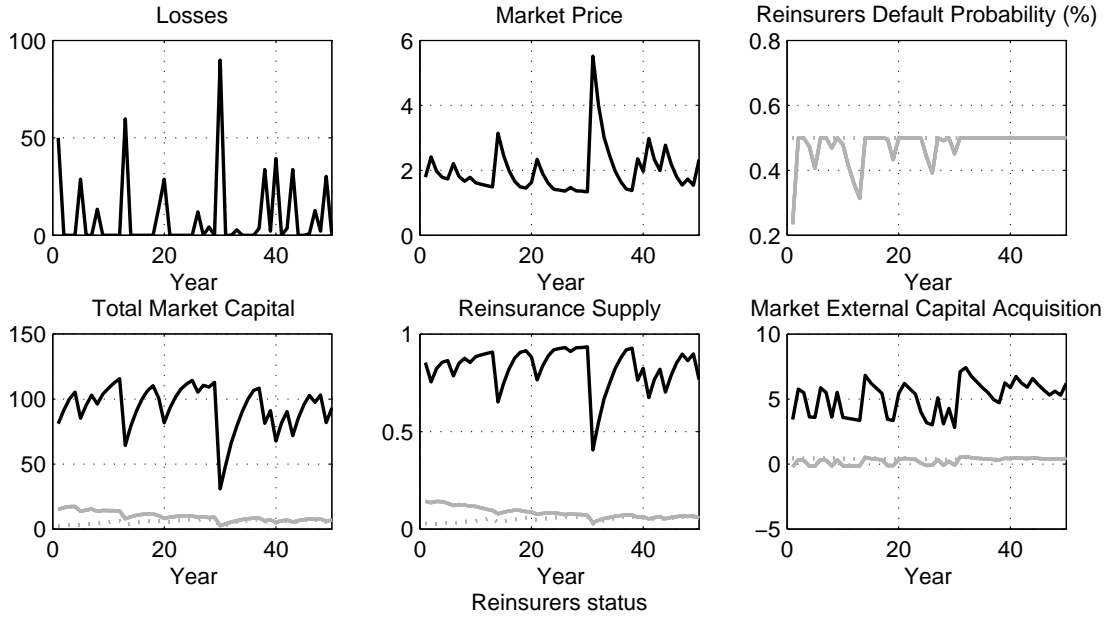 Losses
100
50
0
0 20 40
Year
Market Price
6
4
2
0
0 20 40
Year
Reinsurers Default Probability (%)
0.8
0.6
0.4
0.2
0 20 40
Year
Total Market Capital
150
100
50
0
0 20 40
Year
Reinsurance Supply
1
0.5
0
0 20 40
Year
Market External Capital Acquisition
10
5
0
−5
0 20 40
Year
Reinsurers status